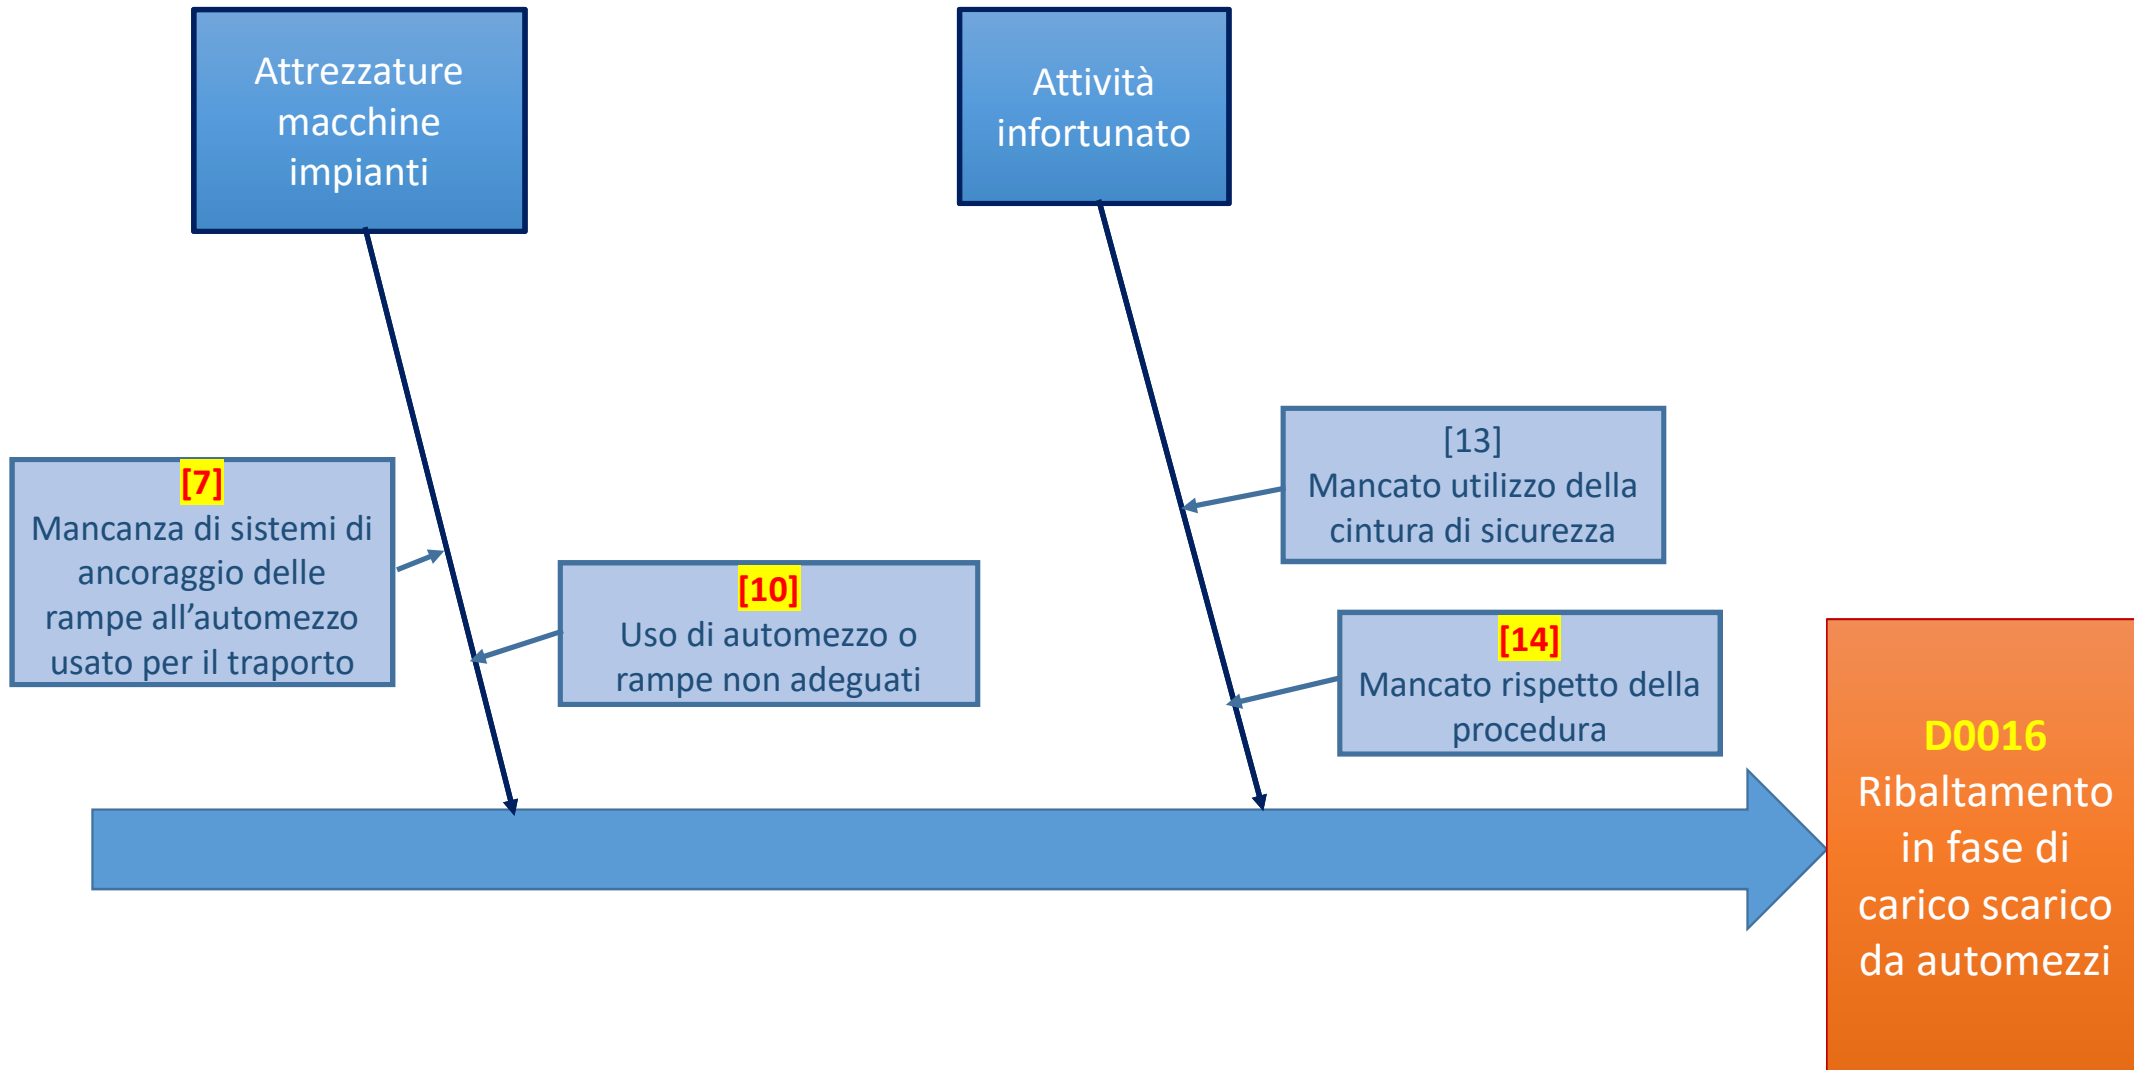 Attrezzature
macchine
impianti
Attività
infortunato
[7]
Mancanza di sistemi di
ancoraggio delle
rampe all’automezzo
usato per il traporto
[10]
Uso di automezzo o
rampe non adeguati
[13]
Mancato utilizzo della
cintura di sicurezza
[14]
Mancato rispetto della
procedura
D0016
Ribaltamento
in fase di
carico scarico
da automezzi